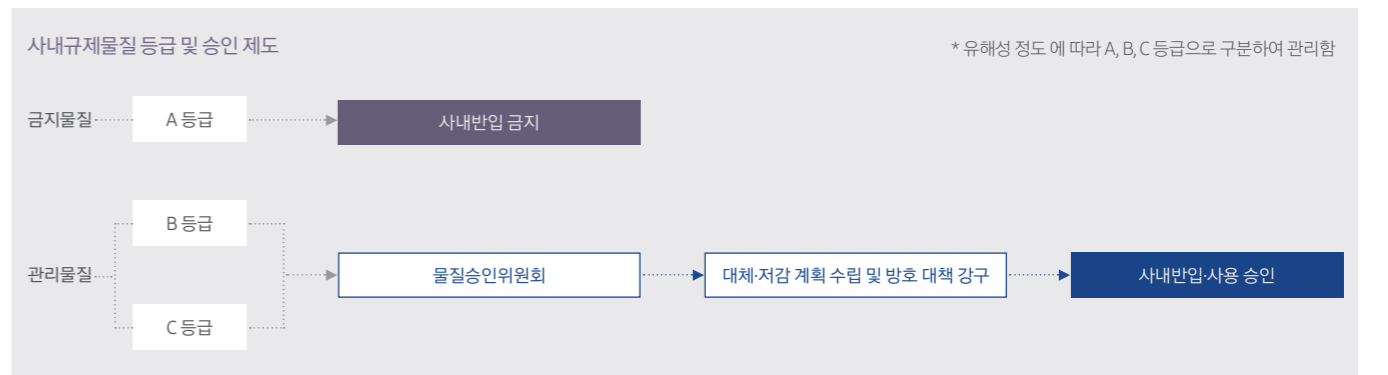 사내규제물질 등급 및 승인 제도
* 유해성 정도 에 따라 A, B, C 등급으로 구분하여 관리함
금지물질
A 등급
사내반입 금지
B 등급
관리물질
물질승인위원회
대체·저감 계획 수립 및 방호 대책 강구
사내반입·사용 승인
C 등급